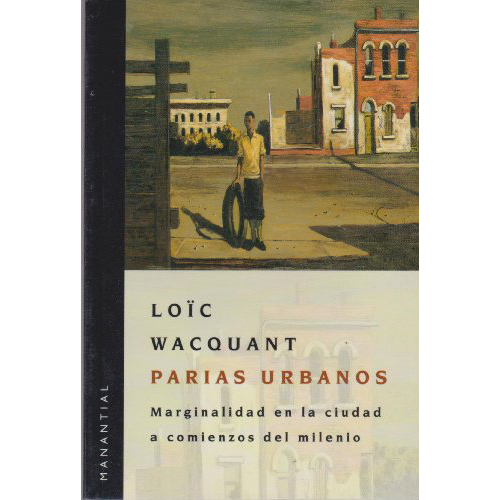 LOÏC
WACQUANT
PARIAS URBANOS
Marginalidad en la ciudad
a comienzos del milenio
MANANTIAL